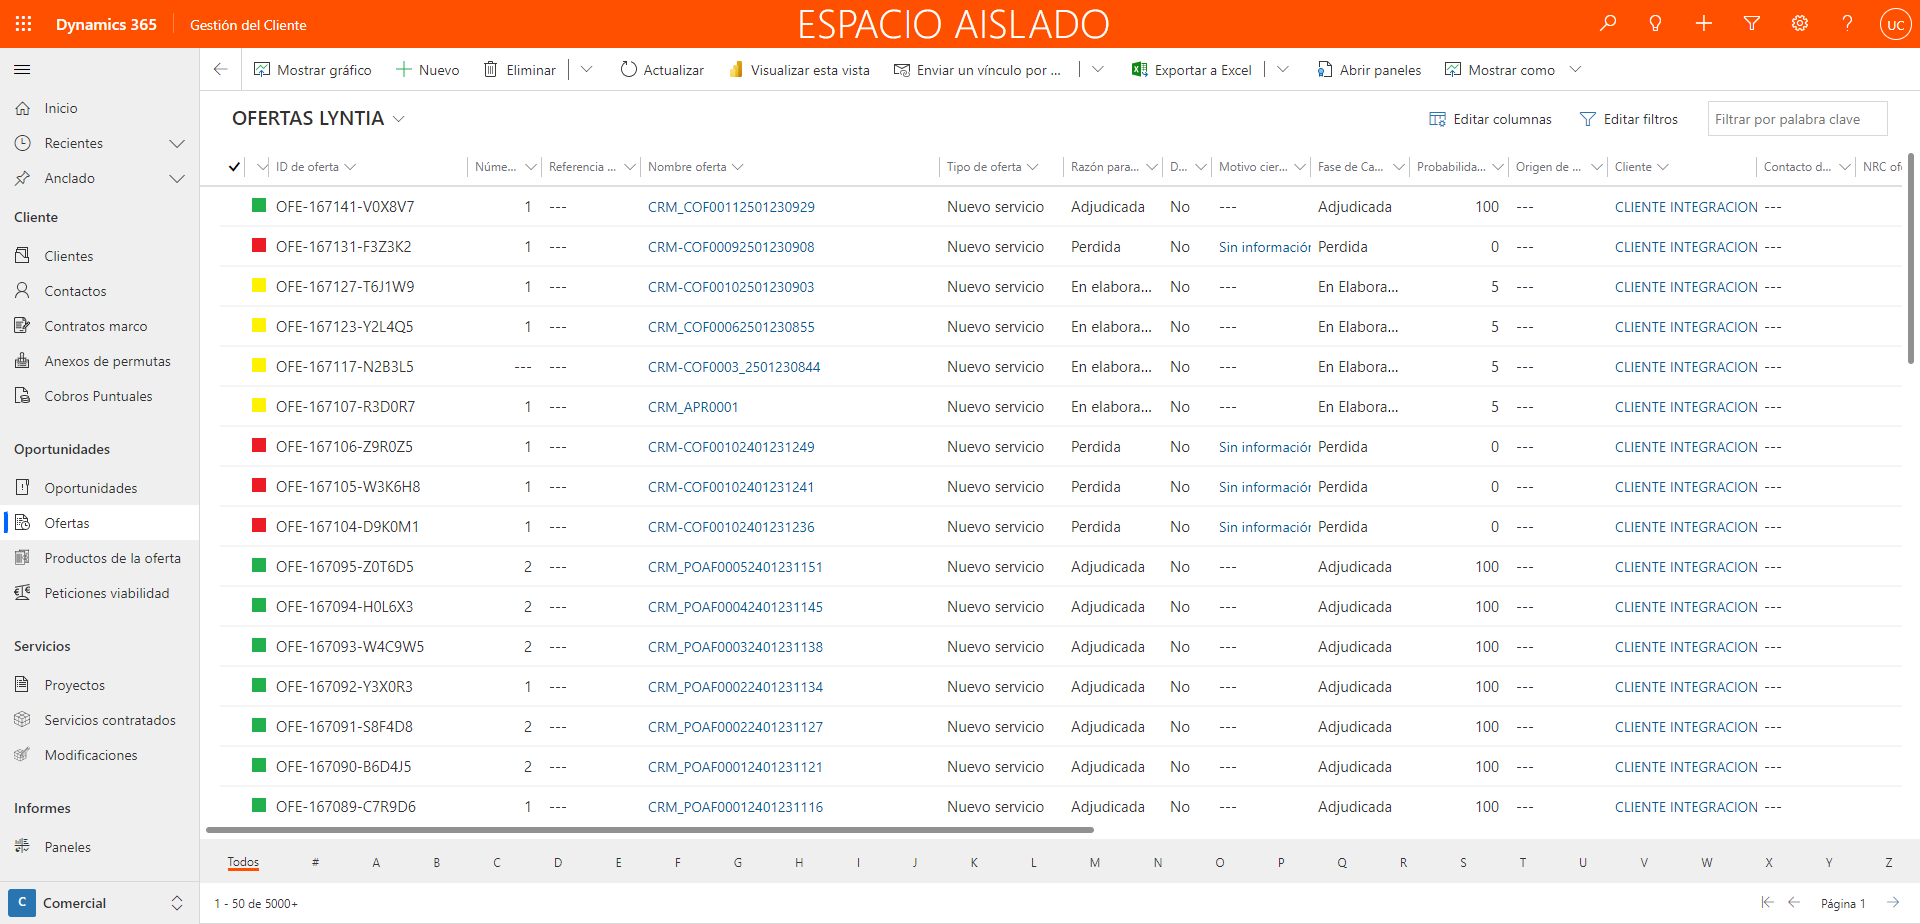 Dynamics 365 Gestión del Cliente ESPACIO AISLADO UC
Mostrar gráfico Nuevo Eliminar Actualizar Visualizar esta vista Enviar un vínculo por ... Exportar a Excel Abrir paneles Mostrar como
Inicio
Recientes
Anclado
Cliente
Clientes
Contactos
Contratos marco
Anexos de permutas
Cobros Puntuales
Oportunidades
Oportunidades
Ofertas
Productos de la oferta
Peticiones viabilidad
Servicios
Proyectos
Servicios contratados
Modificaciones
Informes
Paneles
C Comercial
OFERTAS LYNTIA Editar columnas Editar filtros Filtrar por palabra clave
ID de oferta Núme... Referencia ... Nombre oferta Tipo de oferta Razón para... D... Motivo cier... Fase de Ca... Probabilida... Origen de ... Cliente Contacto d... NRC ofe
OFE-167141-V0X8V7 1 --- CRM_COF00112501230929 Nuevo servicio Adjudicada No --- Adjudicada 100 --- CLIENTE INTEGRACION ---
OFE-167131-F3Z3K2 1 --- CRM-COF00092501230908 Nuevo servicio Perdida No Sin información Perdida 0 --- CLIENTE INTEGRACION ---
OFE-167127-T6J1W9 1 --- CRM-COF00102501230903 Nuevo servicio En elabora... No --- En Elabora... 5 --- CLIENTE INTEGRACION ---
OFE-167123-Y2L4Q5 1 --- CRM_COF00062501230855 Nuevo servicio En elabora... No --- En Elabora... 5 --- CLIENTE INTEGRACION ---
OFE-167117-N2B3L5 --- --- CRM-COF0003_2501230844 Nuevo servicio En elabora... No --- En Elabora... 5 --- CLIENTE INTEGRACION ---
OFE-167107-R3D0R7 1 --- CRM_APR0001 Nuevo servicio En elabora... No --- En Elabora... 5 --- CLIENTE INTEGRACION ---
OFE-167106-Z9R0Z5 1 --- CRM-COF00102401231249 Nuevo servicio Perdida No Sin información Perdida 0 --- CLIENTE INTEGRACION ---
OFE-167105-W3K6H8 1 --- CRM-COF00102401231241 Nuevo servicio Perdida No Sin información Perdida 0 --- CLIENTE INTEGRACION ---
OFE-167104-D9K0M1 1 --- CRM-COF00102401231236 Nuevo servicio Perdida No Sin información Perdida 0 --- CLIENTE INTEGRACION ---
OFE-167095-Z0T6D5 2 --- CRM_POAF00052401231151 Nuevo servicio Adjudicada No --- Adjudicada 100 --- CLIENTE INTEGRACION ---
OFE-167094-H0L6X3 2 --- CRM_POAF00042401231145 Nuevo servicio Adjudicada No --- Adjudicada 100 --- CLIENTE INTEGRACION ---
OFE-167093-W4C9W5 2 --- CRM_POAF00032401231138 Nuevo servicio Adjudicada No --- Adjudicada 100 --- CLIENTE INTEGRACION ---
OFE-167092-Y3X0R3 1 --- CRM_POAF00022401231134 Nuevo servicio Adjudicada No --- Adjudicada 100 --- CLIENTE INTEGRACION ---
OFE-167091-S8F4D8 2 --- CRM_POAF00022401231127 Nuevo servicio Adjudicada No --- Adjudicada 100 --- CLIENTE INTEGRACION ---
OFE-167090-B6D4J5 2 --- CRM_POAF00012401231121 Nuevo servicio Adjudicada No --- Adjudicada 100 --- CLIENTE INTEGRACION ---
OFE-167089-C7R9D6 1 --- CRM_POAF00012401231116 Nuevo servicio Adjudicada No --- Adjudicada 100 --- CLIENTE INTEGRACION ---
Todos # A B C D E F G H I J K L M N O P Q R S T U V W X Y Z
1 - 50 de 5000+ Página 1